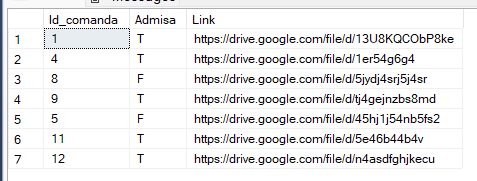 Id_comanda Admisa Link
1 1 T https://drive.google.com/file/d/13U8KQCObP8ke
2 4 T https://drive.google.com/file/d/1er54g6g4
3 8 F https://drive.google.com/file/d/5jydj4srj5j4sr
4 9 T https://drive.google.com/file/d/tj4gejnzbs8md
5 5 F https://drive.google.com/file/d/45hj1j54nb5fs2
6 11 T https://drive.google.com/file/d/5e46b44b4v
7 12 T https://drive.google.com/file/d/n4asdfghjkecu